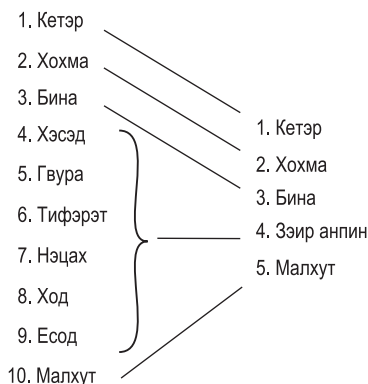 1. Кетэр
2. Хохма
3. Бина
4. Хэсэд
5. Гвура
6. Тифэрэт
7. Нэцах
8. Ход
9. Есод
10. Малхут
1. Кетэр
2. Хохма
3. Бина
4. Зэир анпин
5. Малхут